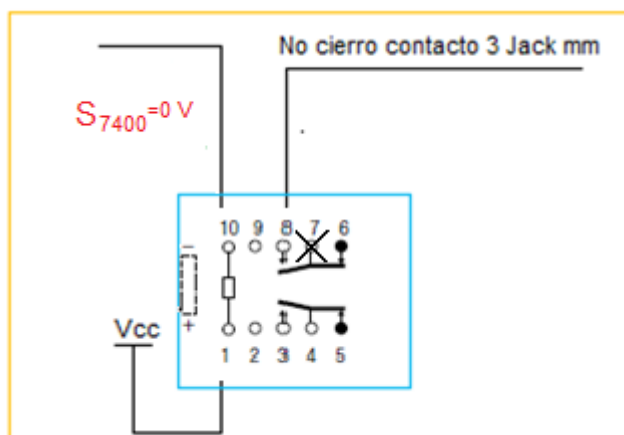 No cierro contacto 3 Jack mm
S7400=0 V
10 9 8 7 6
−
+
Vcc
1 2 3 4 5